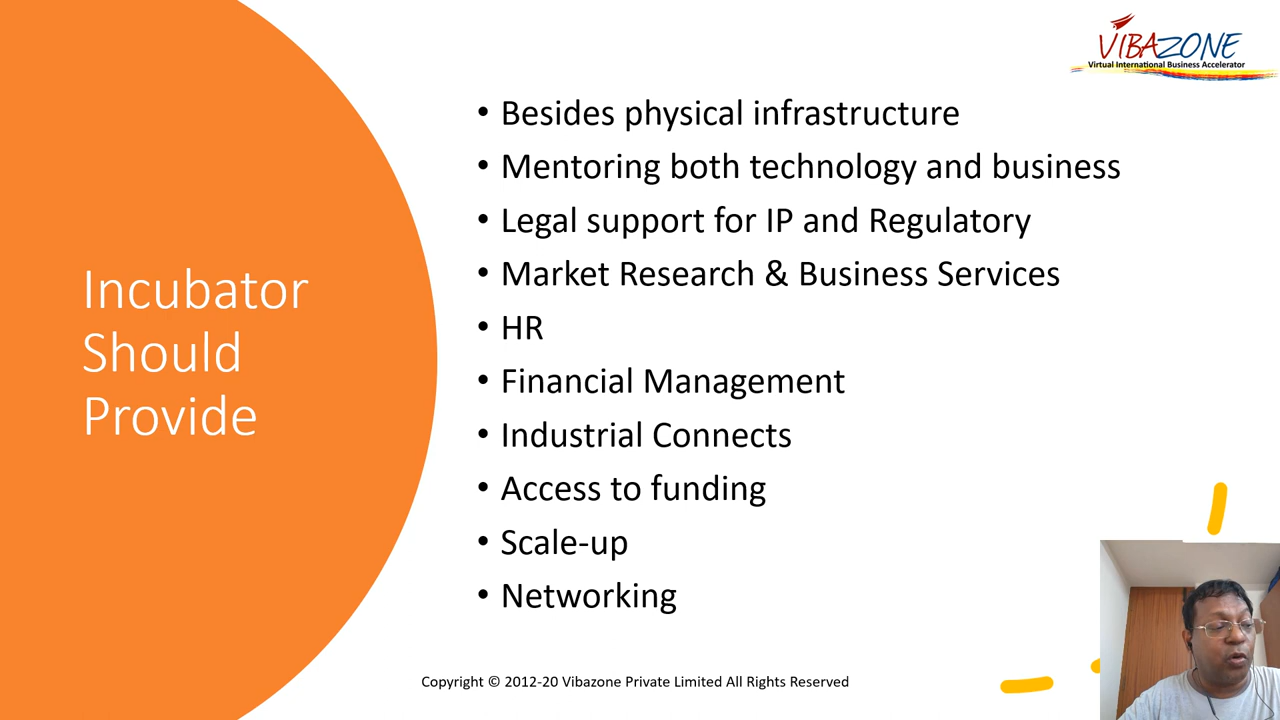 VIBAZONE
Virtual International Business Accelerator
Incubator
Should
Provide
• Besides physical infrastructure
• Mentoring both technology and business
• Legal support for IP and Regulatory
• Market Research & Business Services
• HR
• Financial Management
• Industrial Connects
• Access to funding
• Scale-up
• Networking
Copyright © 2012-20 Vibazone Private Limited All Rights Reserved